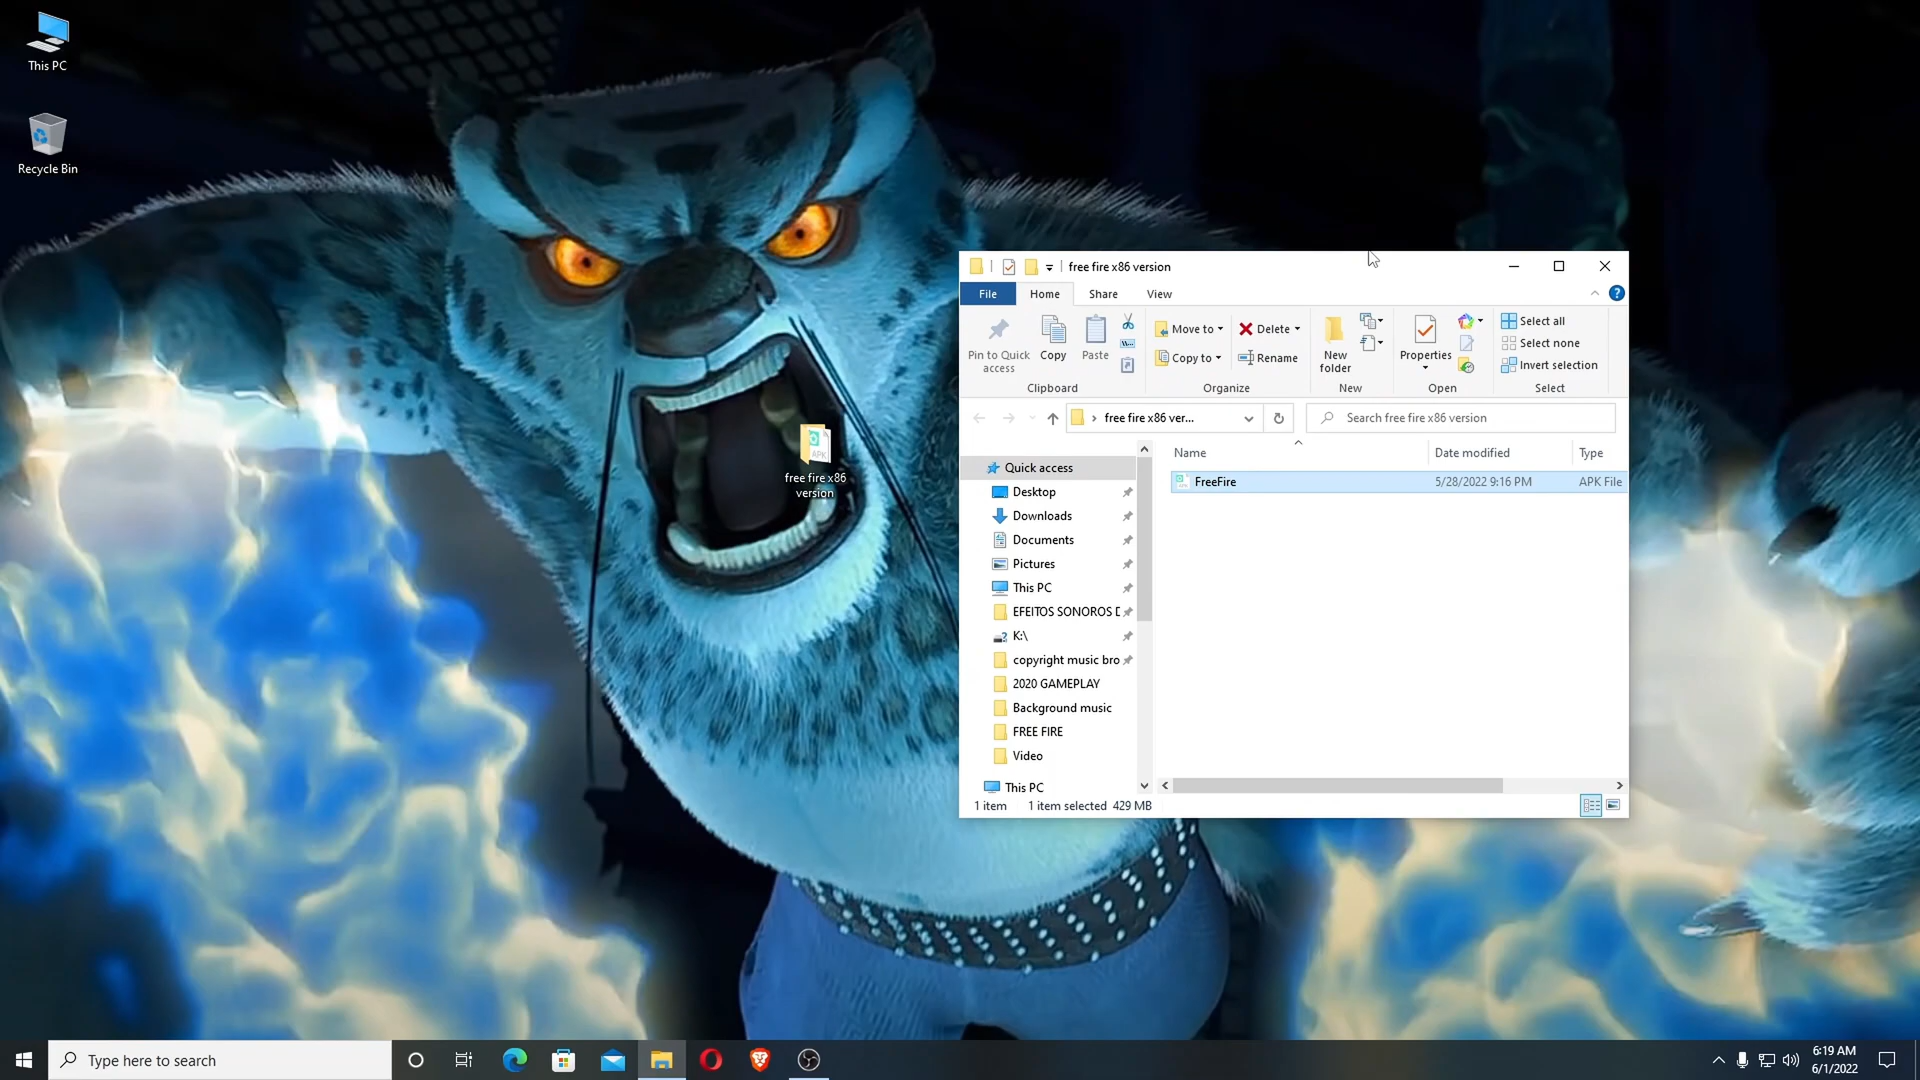 This PC
Recycle Bin
free fire x86
version
free fire x86 version
File
Home
Share
View
Pin to Quick
access
Copy
Paste
Move to
Copy to
Delete
Rename
New
folder
Properties
Select all
Select none
Invert selection
Clipboard
Organize
New
Open
Select
free fire x86 ver...
Search free fire x86 version
Name
Date modified
Type
FreeFire
5/28/2022 9:16 PM
APK File
Quick access
Desktop
Downloads
Documents
Pictures
This PC
EFEITOS SONOROS D
K:\
copyright music bro
2020 GAMEPLAY
Background music
FREE FIRE
Video
This PC
1 item
1 item selected 429 MB
Type here to search
6:19 AM
6/1/2022